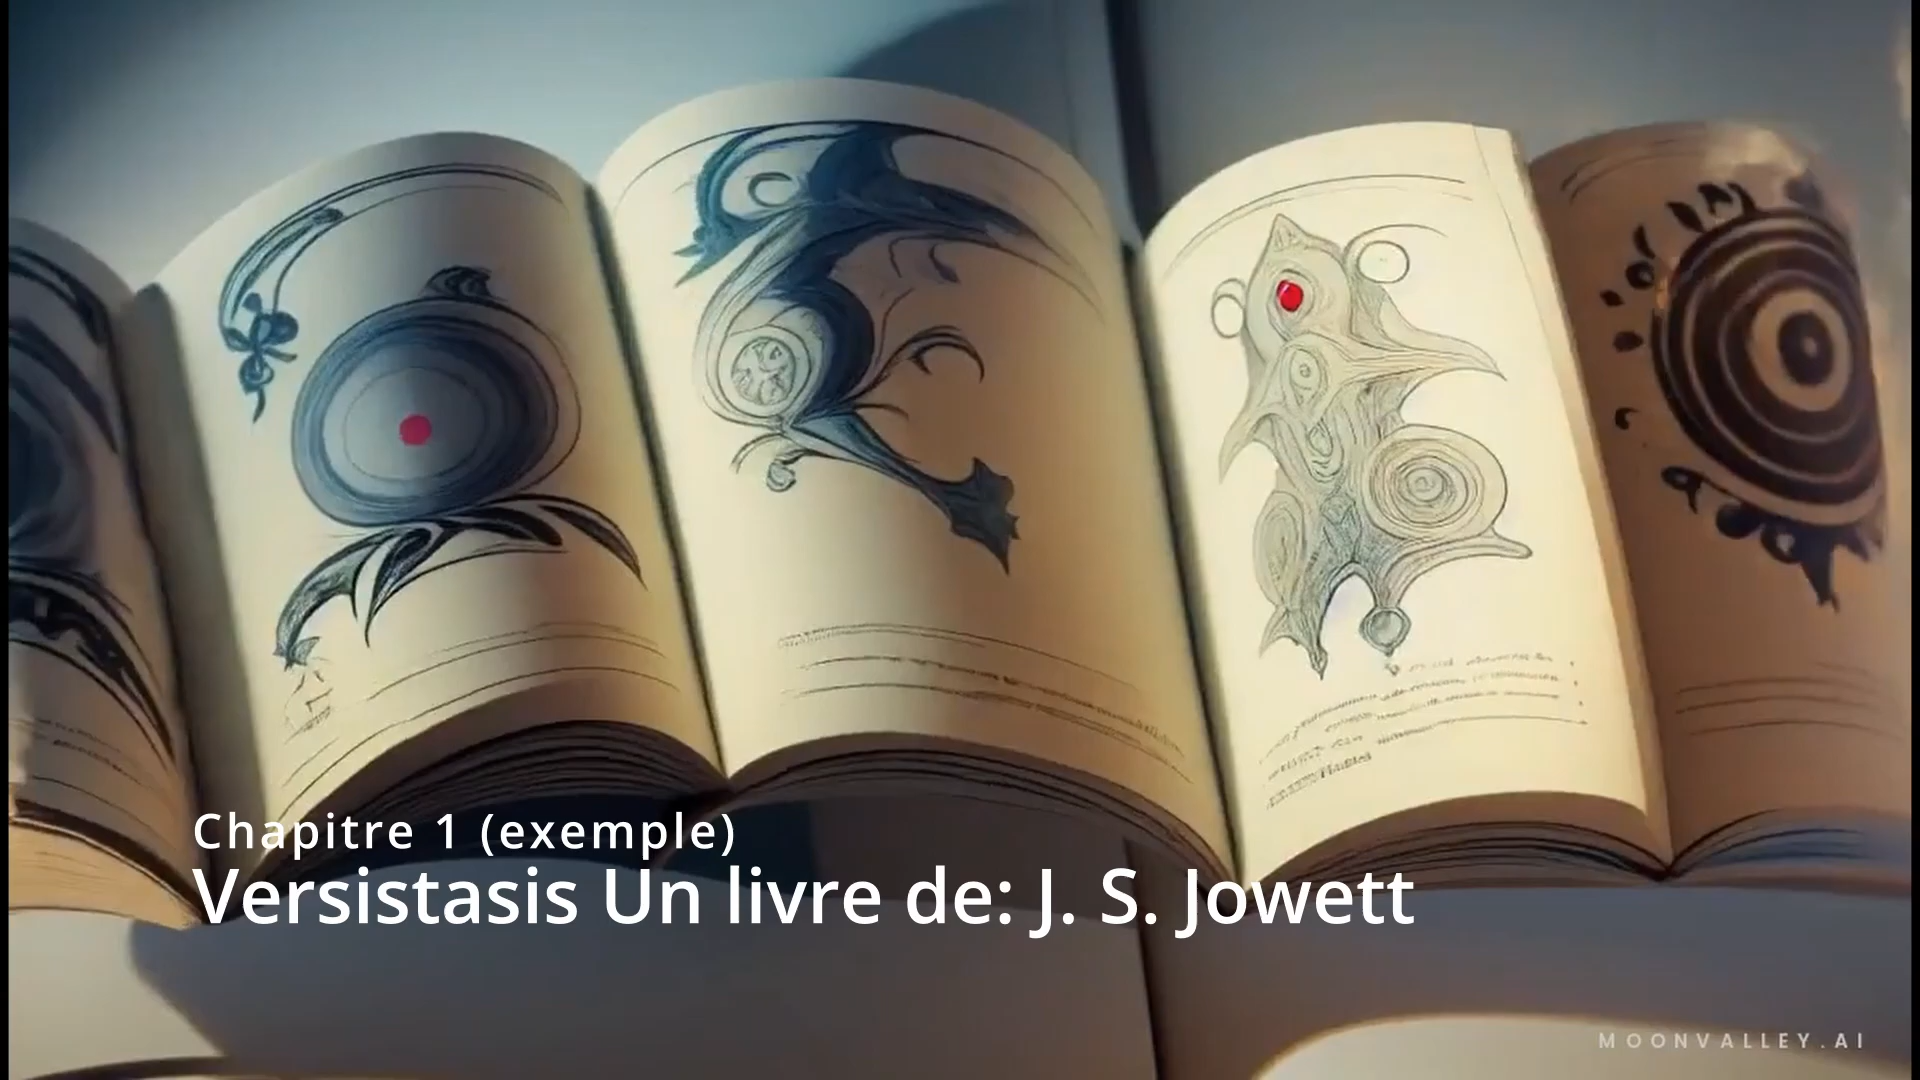 Chapitre 1 (exemple)
Versistasis Un livre de: J. S. Jowett
MOONVALLEY.AI